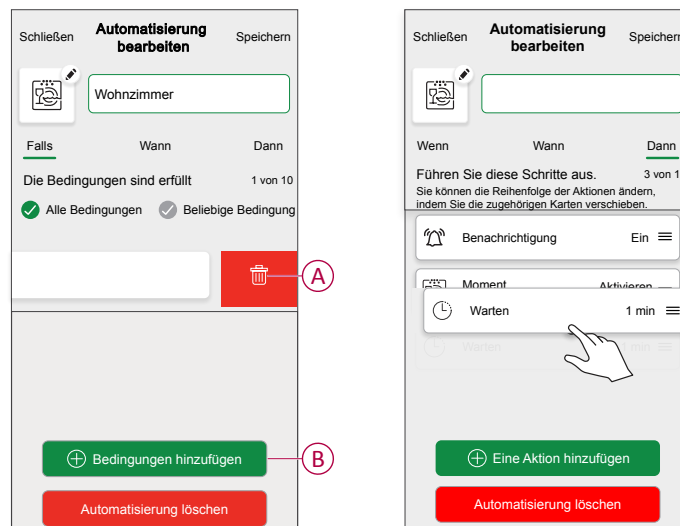 Schließen
Automatisierung
bearbeiten
Speichern
Wohnzimmer
Falls
Wann
Dann
Die Bedingungen sind erfüllt
1 von 10
Alle Bedingungen
Beliebige Bedingung
A
Bedingungen hinzufügen
B
Automatisierung löschen
Schließen
Automatisierung
bearbeiten
Speichern
Wenn
Wann
Dann
Führen Sie diese Schritte aus.
3 von 1
Sie können die Reihenfolge der Aktionen ändern,
indem Sie die zugehörigen Karten verschieben.
Benachrichtigung
Ein
Moment
Aktivieren
Warten
1 min
Warten
1 min
Eine Aktion hinzufügen
Automatisierung löschen